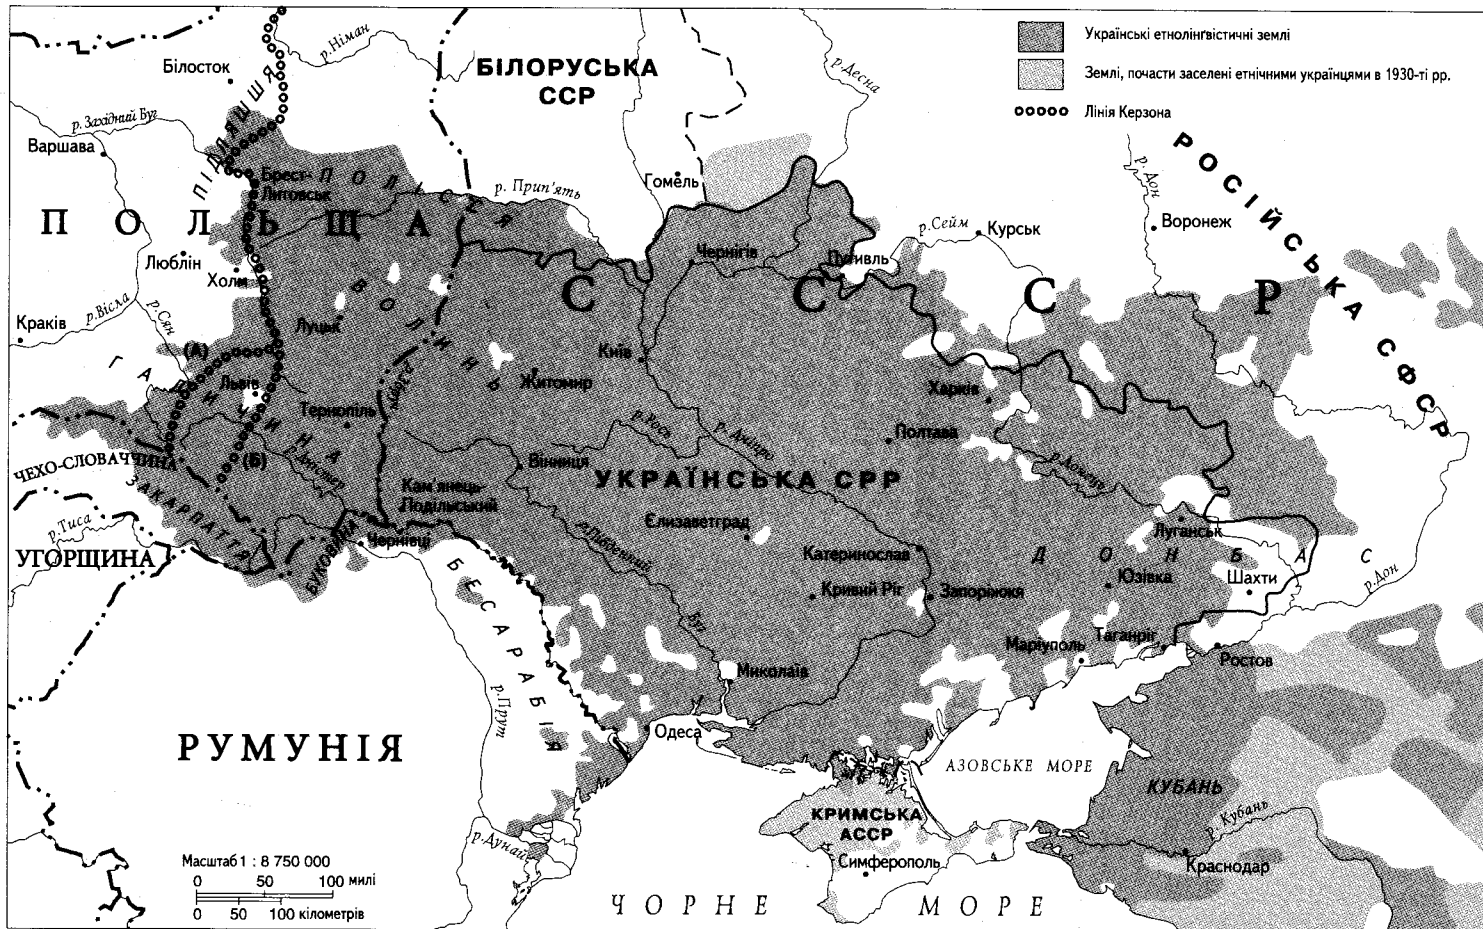 Українські етнолінґвістичні землі
Землі, почасти заселені етнічними українцями в 1930-ті рр.
Лінія Керзона
р.Німан
Білосток
БІЛОРУСЬКА
ССР
р.Десна
р. Західний Буг
Варшава
ПІДЛЯШШЯ
Брест-
Литовськ
ПОЛІССЯ
р. Прип'ять
Гомель
р. Дон
РОСІЙСЬКА СФСР
ПОЛЬЩА
Воронеж
р.Сейм
Курськ
Чернігів
Путивль
Люблін
Холм
СССР
р.Вісла
р.Сян
Краків
ВОЛИНЬ
Луцьк
Київ
(А)
ГАЛИЧИНА
Львів
р.Збруч
Житомир
Харків
Тернопіль
р.Рось
р.Дніпро
Полтава
(Б)
р.Дністер
ЧЕХО-СЛОВАЧЧИНА
Вінниця
УКРАЇНСЬКА СРР
р.Донець
ЗАКАРПАТТЯ
Кам'янець-
Подільський
р.Тиса
УГОРЩИНА
БУКОВИНА
Чернівці
р.Південний
Буг
Єлизаветград
Луганськ
Катеринослав
ДОНБАС
Юзівка
Шахти
р.Дон
Кривий Ріг
Запоріжжя
БЕСАРАБІЯ
Маріуполь
Таганріг
Ростов
Миколаїв
р.Прут
РУМУНІЯ
Одеса
АЗОВСЬКЕ МОРЕ
КУБАНЬ
КРИМСЬКА
АССР
р. Кубань
р.Дунай
Симферополь
Краснодар
Масштаб 1 : 8 750 000
0 50 100 милі
0 50 100 кілометрів
ЧОРНЕ МОРЕ